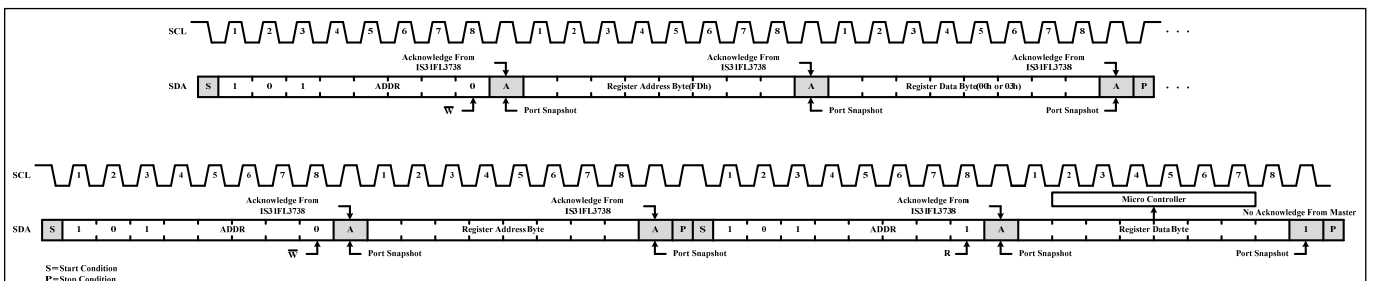 SCL 1 2 3 4 5 6 7 8 1 2 3 4 5 6 7 8 1 2 3 4 5 6 7 8 . . .
Acknowledge From IS31FL3738 Acknowledge From IS31FL3738 Acknowledge From IS31FL3738
SDA S 1 0 1 ADDR 0 A Register Address Byte(FDh) A Register Data Byte(00h or 03h) A P . . .
W Port Snapshot Port Snapshot Port Snapshot
SCL 1 2 3 4 5 6 7 8 1 2 3 4 5 6 7 8 1 2 3 4 5 6 7 8 1 2 3 4 5 6 7 8
Acknowledge From IS31FL3738 Acknowledge From IS31FL3738 Acknowledge From IS31FL3738 Micro Controller
No Acknowledge From Master
SDA S 1 0 1 ADDR 0 A Register Address Byte A P S 1 0 1 ADDR 1 A Register Data Byte 1 P
W Port Snapshot Port Snapshot R Port Snapshot Port Snapshot
S=Start Condition
P=Stop Condition